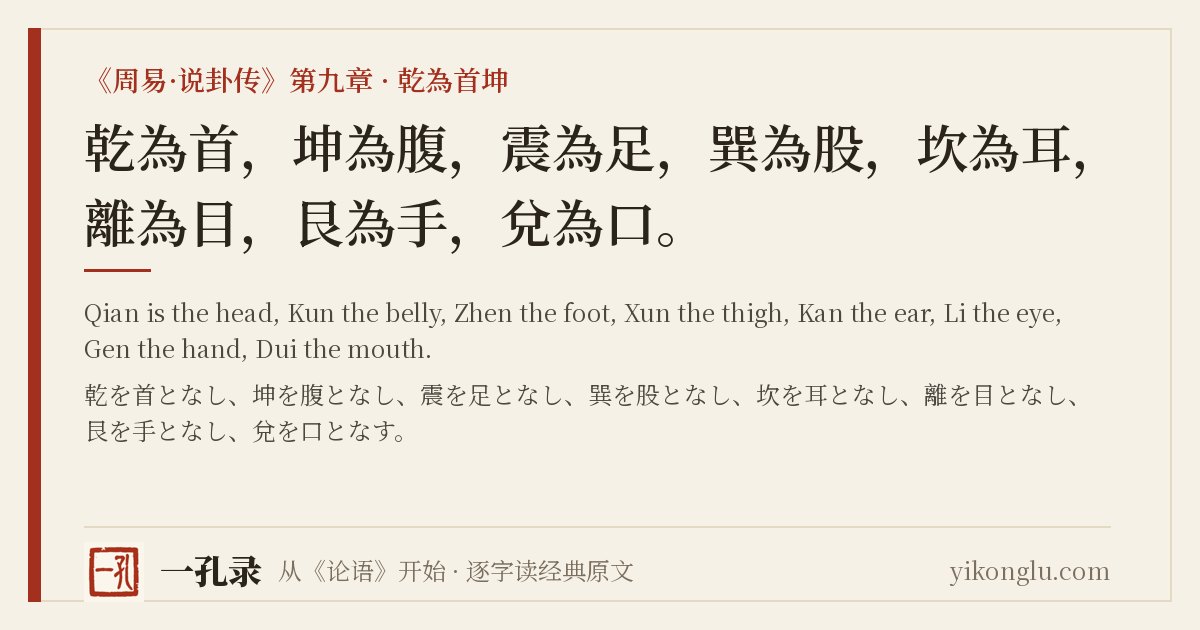 《周易·说卦传》第九章 · 乾為首坤
乾為首，坤為腹，震為足，巽為股，坎為耳，
離為目，艮為手，兌為口。
Qian is the head, Kun the belly, Zhen the foot, Xun the thigh, Kan the ear, Li the eye,
Gen the hand, Dui the mouth.
乾を首となし、坤を腹となし、震を足となし、巽を股となし、坎を耳となし、離を目となし、
艮を手となし、兌を口となす。
一孔
一孔录 从《论语》开始 · 逐字读经典原文 yikonglu.com